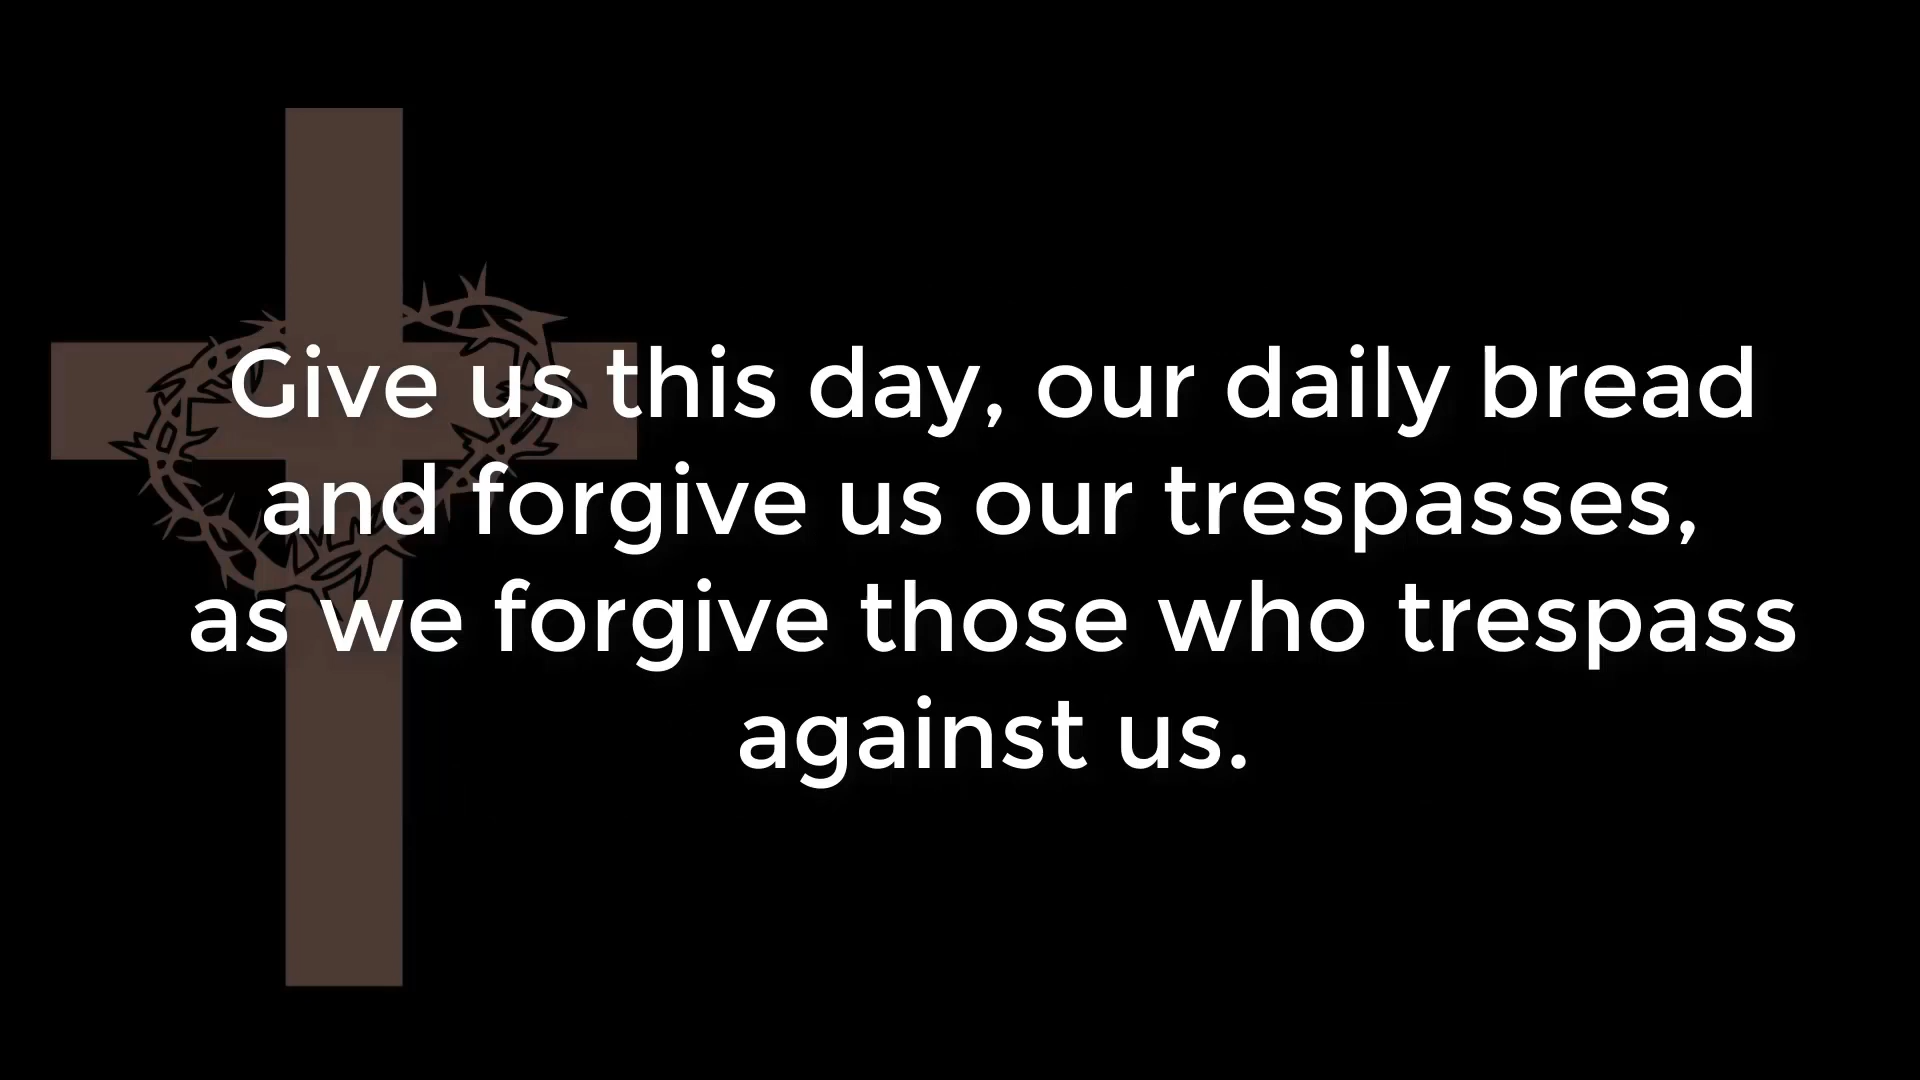 Give us this day, our daily bread
and forgive us our trespasses,
as we forgive those who trespass
against us.